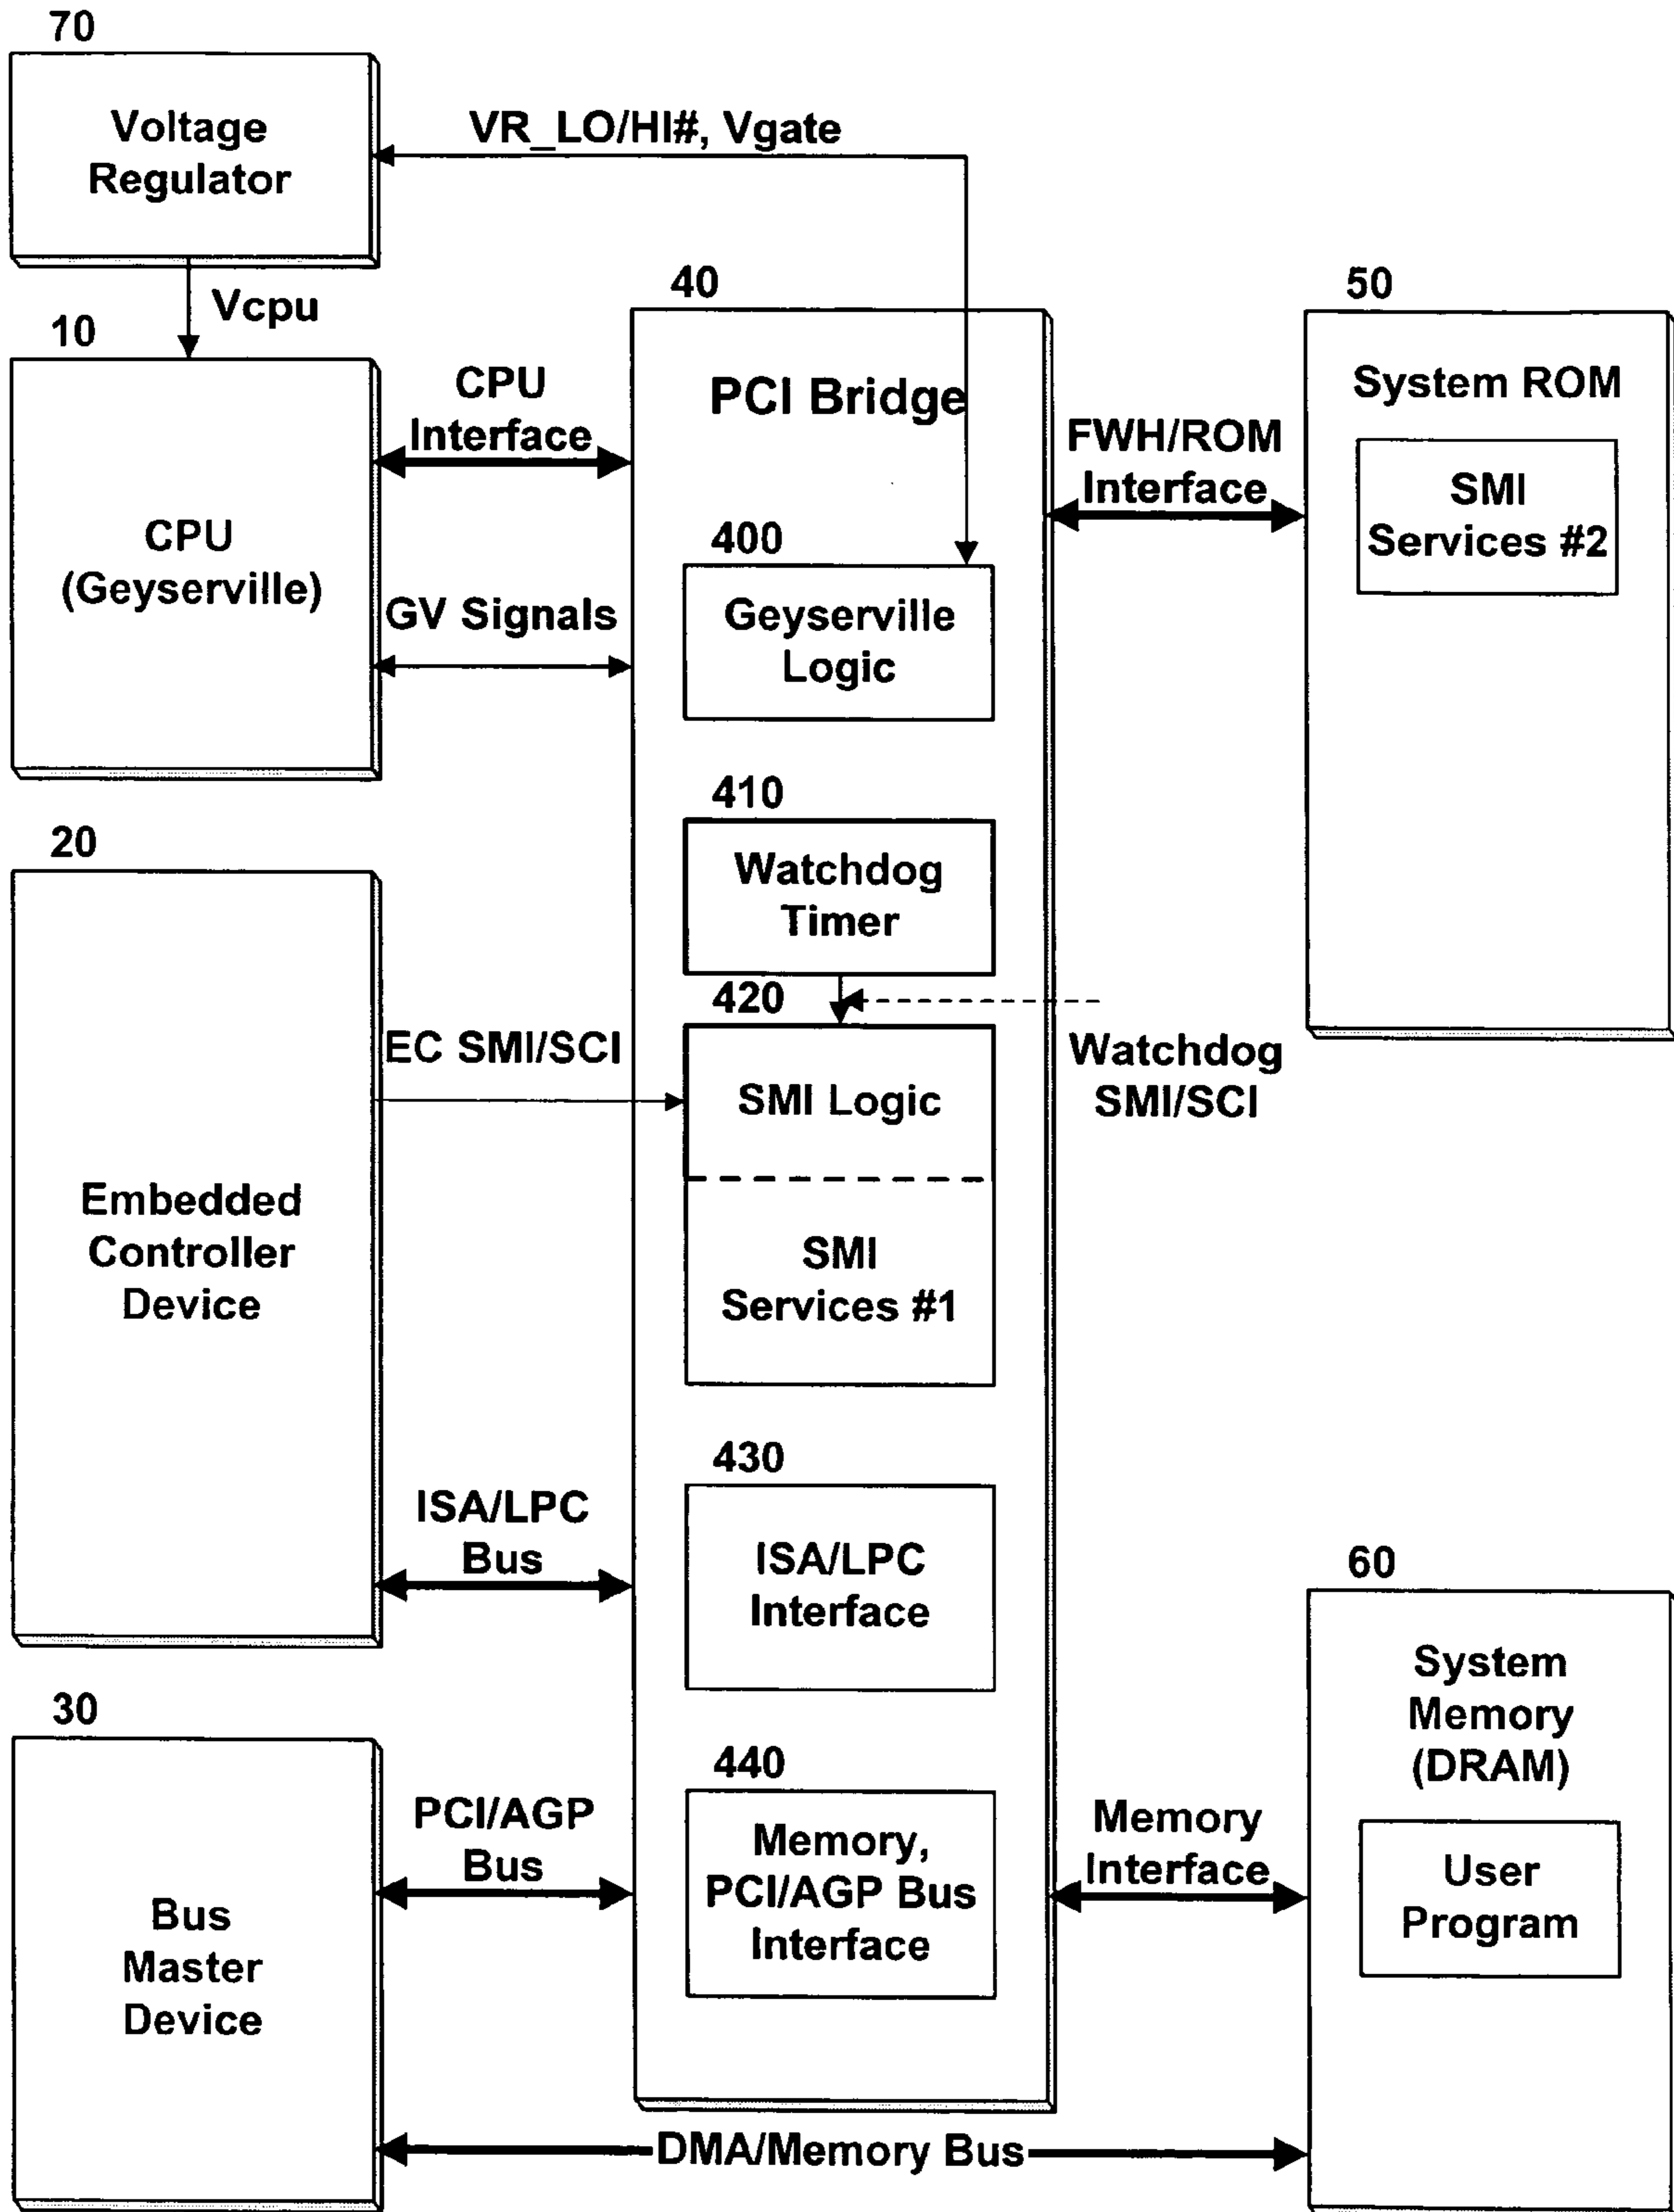 70
Voltage
Regulator
VR_LO/HI#, Vgate
Vcpu
10
CPU
(Geyserville)
CPU
Interface
GV Signals
40
PCI Bridge
400
Geyserville
Logic
410
Watchdog
Timer
420
SMI Logic
SMI
Services #1
EC SMI/SCI
Watchdog
SMI/SCI
50
System ROM
SMI
Services #2
FWH/ROM
Interface
20
Embedded
Controller
Device
ISA/LPC
Bus
430
ISA/LPC
Interface
30
Bus
Master
Device
PCI/AGP
Bus
440
Memory,
PCI/AGP Bus
Interface
Memory
Interface
60
System
Memory
(DRAM)
User
Program
DMA/Memory Bus